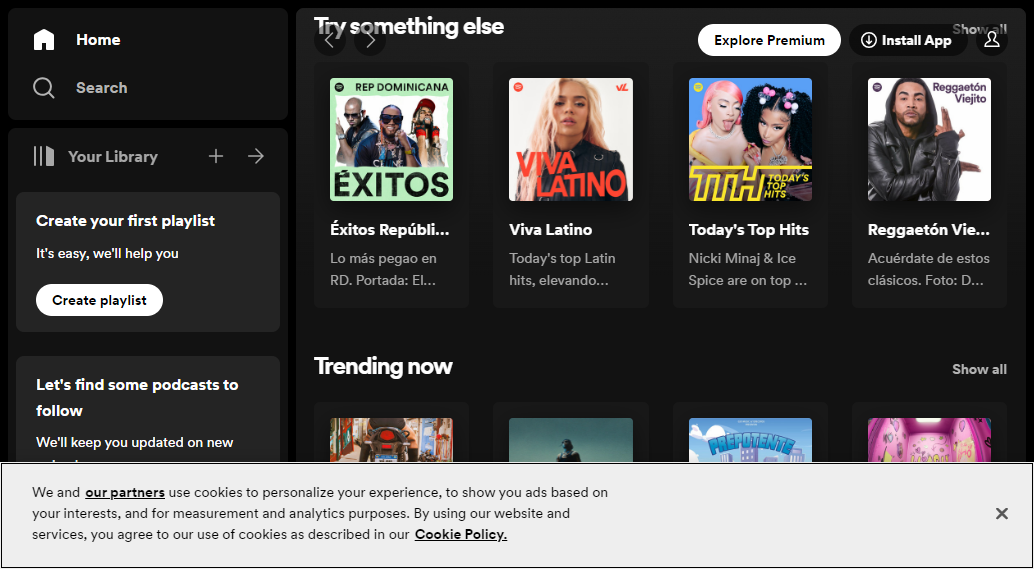 Home
Search
Your Library
Create your first playlist
It's easy, we'll help you
Create playlist
Let's find some podcasts to
follow
We'll keep you updated on new
Try something else
Show all
Explore Premium
Install App
REP DOMINICANA
ÉXITOS
Éxitos Repúbli...
Lo más pegao en
RD. Portada: El...
VL
VIVA
LATINO
Viva Latino
Today's top Latin
hits, elevando...
TTH
TODAY'S
TOP
HITS
Today's Top Hits
Nicki Minaj & Ice
Spice are on top ...
Reggaetón
Viejito
Reggaetón Vie...
Acuérdate de estos
clásicos. Foto: D...
Trending now
Show all
PREPOTENTE
We and our partners use cookies to personalize your experience, to show you ads based on
your interests, and for measurement and analytics purposes. By using our website and
services, you agree to our use of cookies as described in our Cookie Policy.